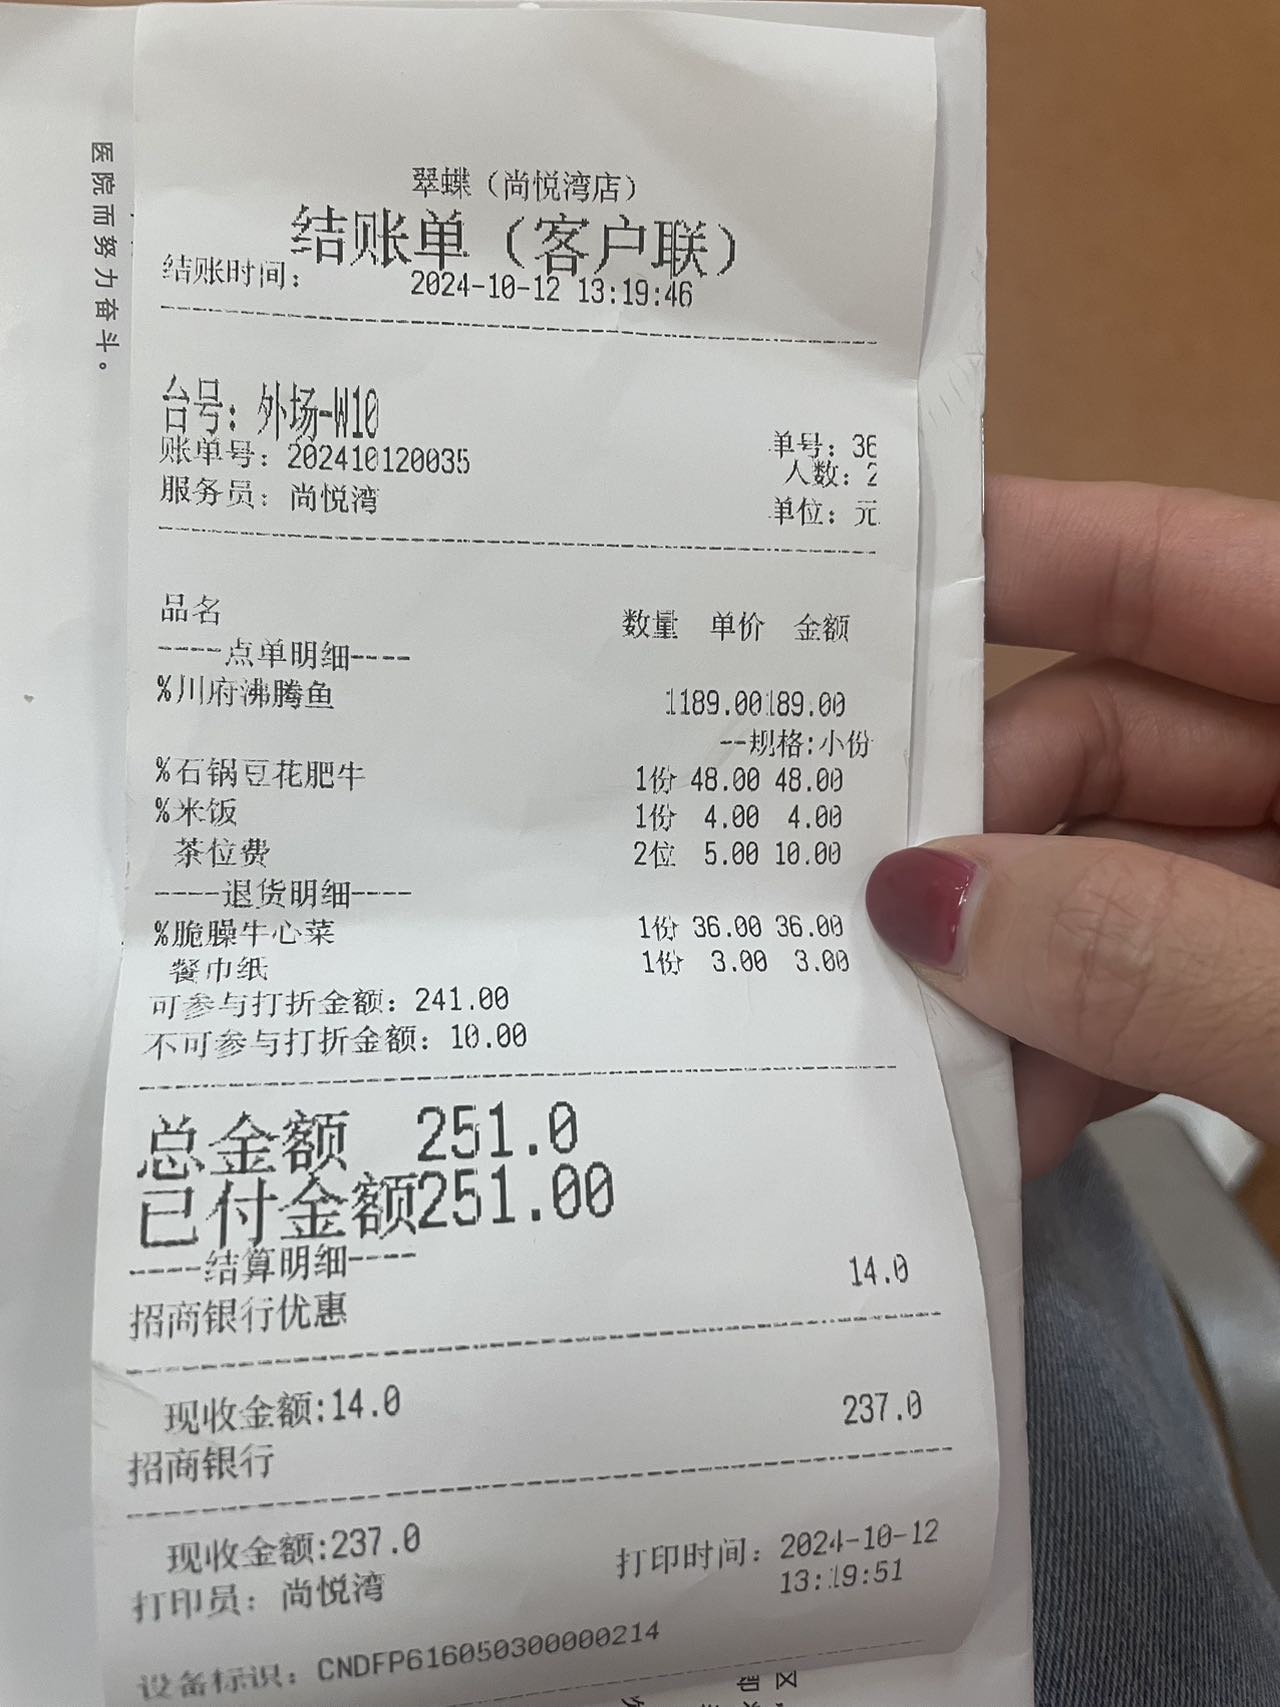 翠蝶（尚悦湾店）
结账单（客户联）
结账时间： 2024-10-12 13:19:46
台号：外场-W10
账单号：202410120035 单号：36
人数：2
服务员：尚悦湾 单位：元
品名 数量 单价 金额
----点单明细----
%川府沸腾鱼 1189.00189.00
--规格:小份
%石锅豆花肥牛 1份 48.00 48.00
%米饭 1份 4.00 4.00
茶位费 2位 5.00 10.00
----退货明细----
%脆臊牛心菜 1份 36.00 36.00
餐巾纸 1份 3.00 3.00
可参与打折金额：241.00
不可参与打折金额：10.00
总金额 251.0
已付金额251.00
----结算明细----
招商银行优惠 14.0
现收金额:14.0
招商银行 237.0
现收金额:237.0
打印员：尚悦湾 打印时间：2024-10-12
13:19:51
设备标识：CNDFP616050300000214
医院而努力奋斗。